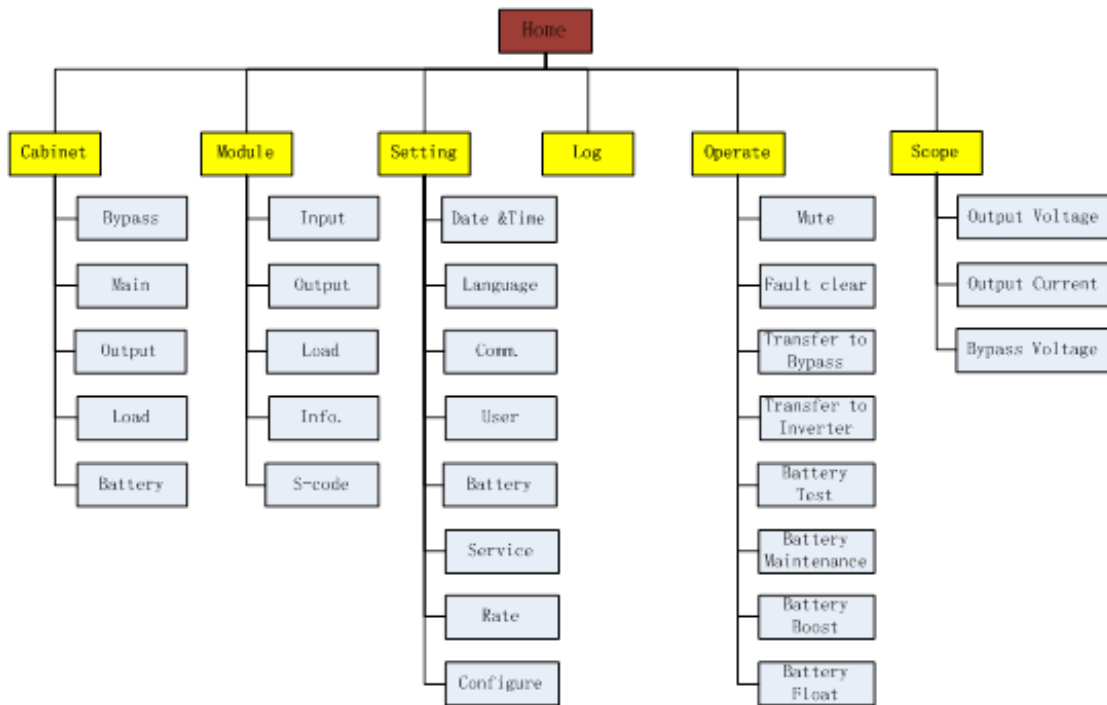 Home
Cabinet
Module
Setting
Log
Operate
Scope
Bypass
Main
Output
Load
Battery
Input
Output
Load
Info.
S-code
Date &Time
Language
Comm.
User
Battery
Service
Rate
Configure
Mute
Fault clear
Transfer to
Bypass
Transfer to
Inverter
Battery
Test
Battery
Maintenance
Battery
Boost
Battery
Float
Output Voltage
Output Current
Bypass Voltage